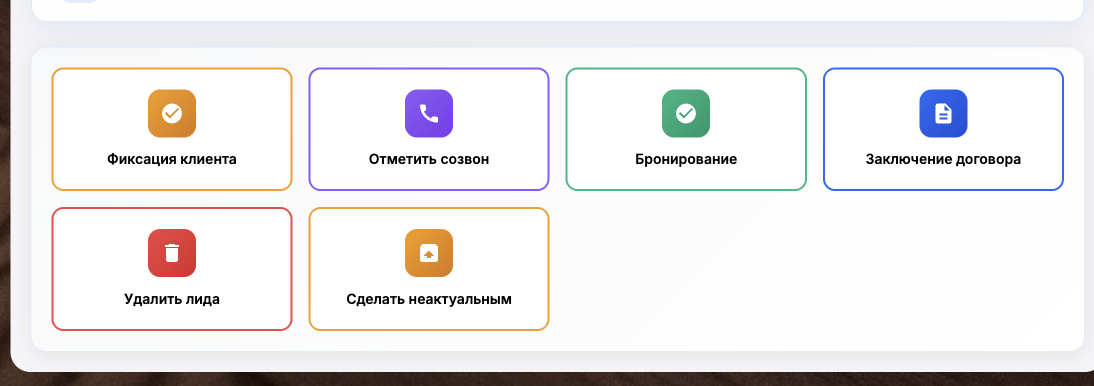 Фиксация клиента
Отметить созвон
Бронирование
Заключение договора
Удалить лида
Сделать неактуальным